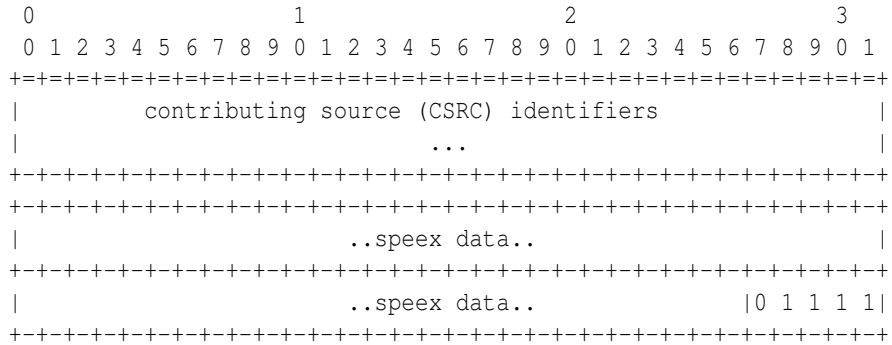 0                   1                   2                   3
 0 1 2 3 4 5 6 7 8 9 0 1 2 3 4 5 6 7 8 9 0 1 2 3 4 5 6 7 8 9 0 1
+=+=+=+=+=+=+=+=+=+=+=+=+=+=+=+=+=+=+=+=+=+=+=+=+=+=+=+=+=+=+=+=+
|         contributing source (CSRC) identifiers                |
|                              ...                              |
+-+-+-+-+-+-+-+-+-+-+-+-+-+-+-+-+-+-+-+-+-+-+-+-+-+-+-+-+-+-+-+-+
+-+-+-+-+-+-+-+-+-+-+-+-+-+-+-+-+-+-+-+-+-+-+-+-+-+-+-+-+-+-+-+-+
|                        ..speex data..                         |
+-+-+-+-+-+-+-+-+-+-+-+-+-+-+-+-+-+-+-+-+-+-+-+-+-+-+-+-+-+-+-+-+
|                        ..speex data..               |0 1 1 1 1|
+-+-+-+-+-+-+-+-+-+-+-+-+-+-+-+-+-+-+-+-+-+-+-+-+-+-+-+-+-+-+-+-+